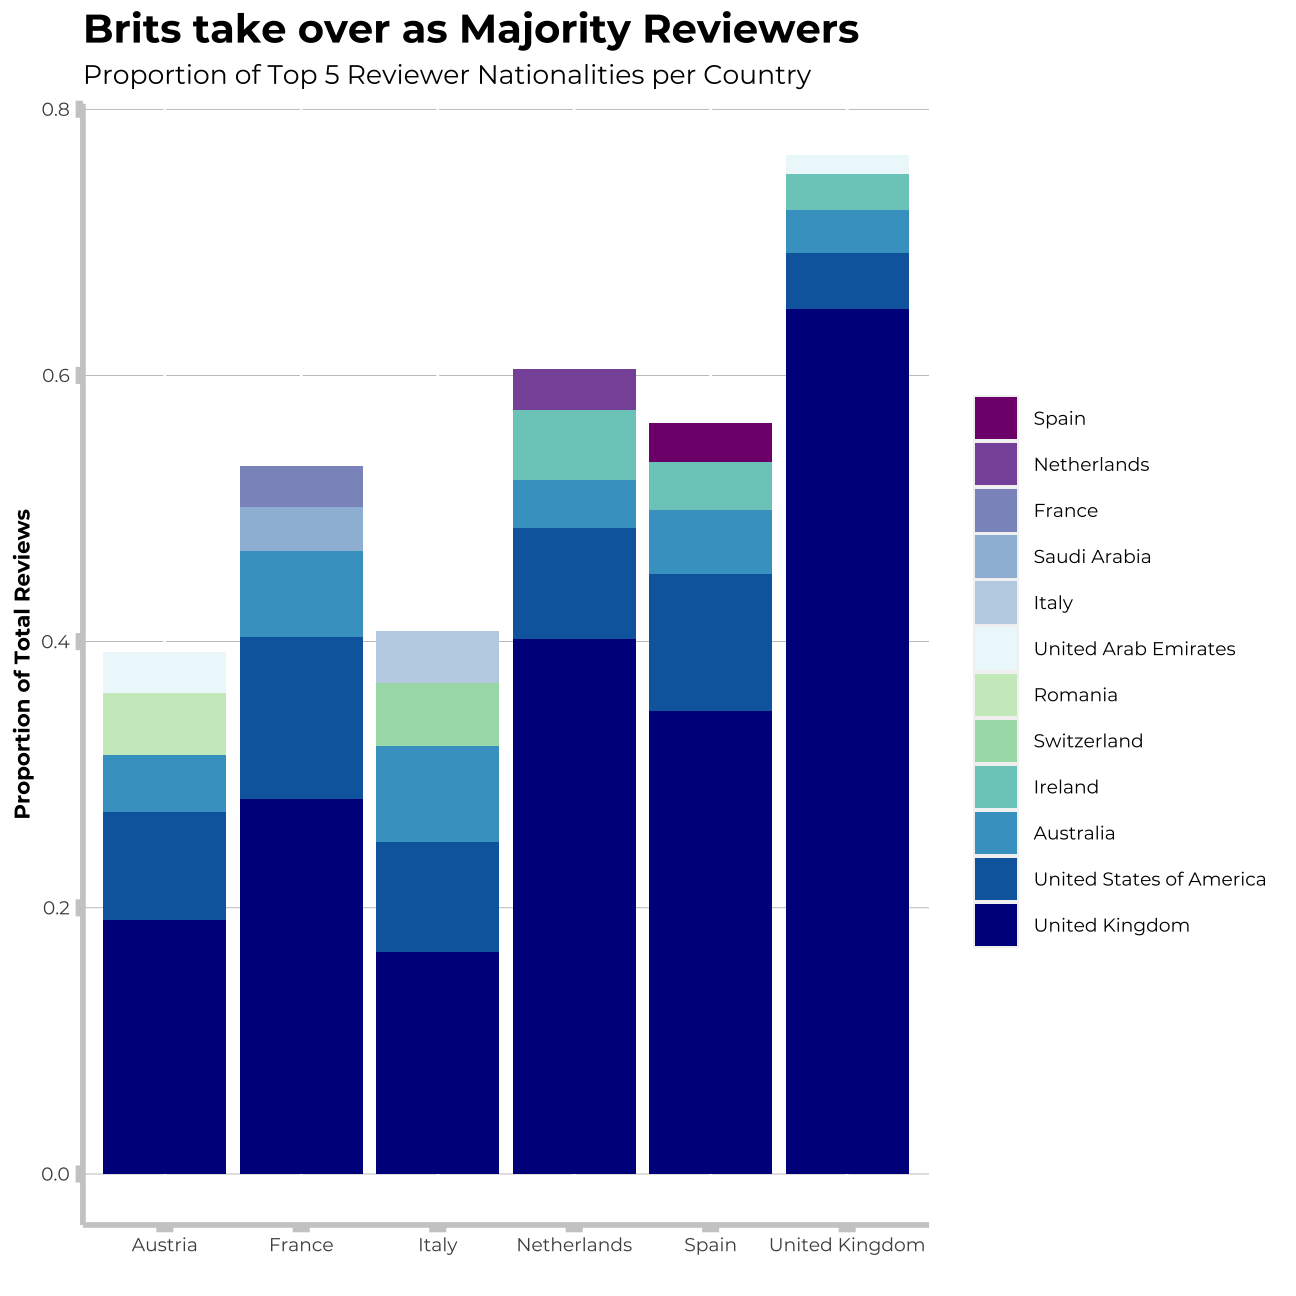 Brits take over as Majority Reviewers
Proportion of Top 5 Reviewer Nationalities per Country
Proportion of Total Reviews
0.8
0.6
0.4
0.2
0.0
Austria
France
Italy
Netherlands
Spain
United Kingdom
Spain
Netherlands
France
Saudi Arabia
Italy
United Arab Emirates
Romania
Switzerland
Ireland
Australia
United States of America
United Kingdom